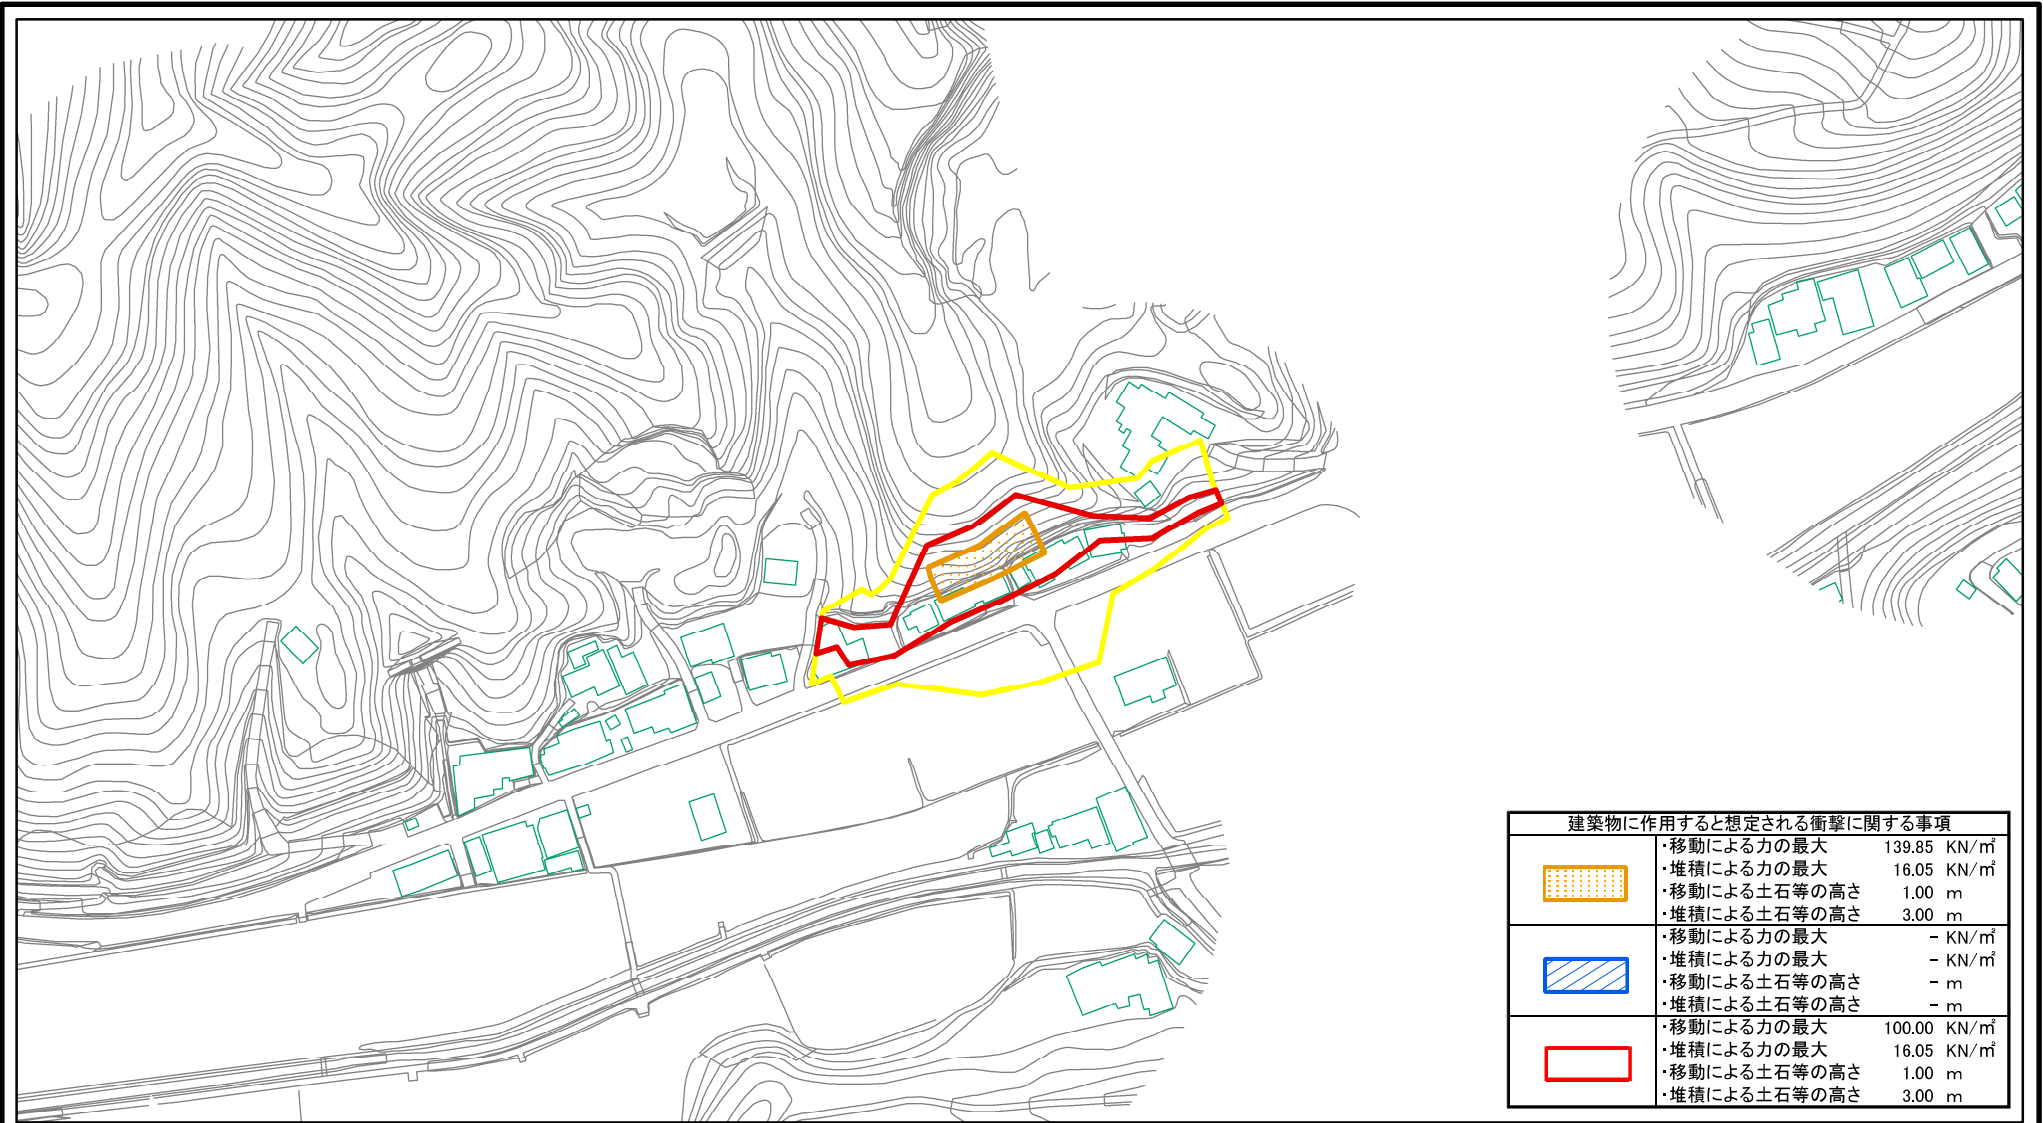 建築物に作用すると想定される衝撃に関する事項
・移動による力の最大 139.85 KN/㎡
・堆積による力の最大 16.05 KN/㎡
・移動による土石等の高さ 1.00 m
・堆積による土石等の高さ 3.00 m
・移動による力の最大 - KN/㎡
・堆積による力の最大 - KN/㎡
・移動による土石等の高さ - m
・堆積による土石等の高さ - m
・移動による力の最大 100.00 KN/㎡
・堆積による力の最大 16.05 KN/㎡
・移動による土石等の高さ 1.00 m
・堆積による土石等の高さ 3.00 m